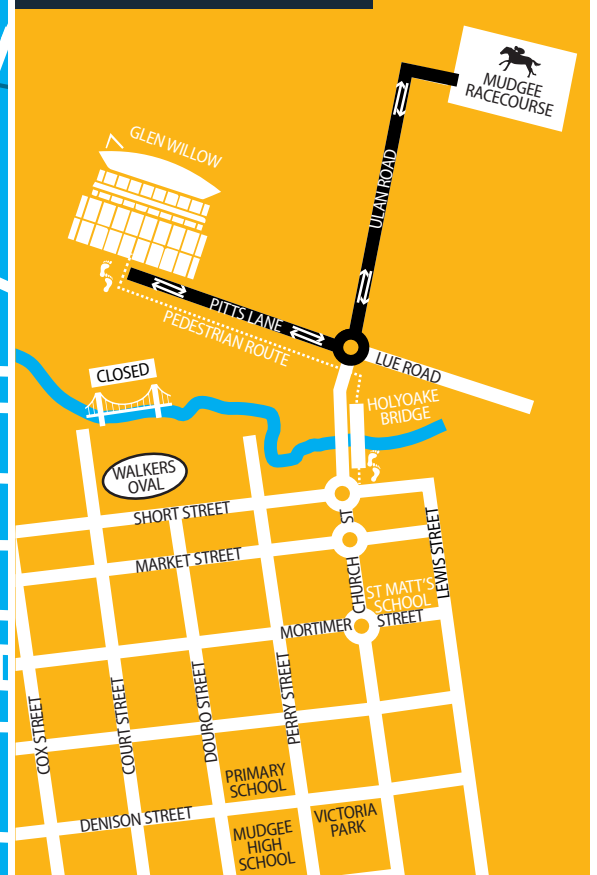 MUDGEE
RACECOURSE
GLEN WILLOW
ULAN ROAD
PITTS LANE
PEDESTRIAN ROUTE
LUE ROAD
CLOSED
HOLYOAKE
BRIDGE
WALKERS
OVAL
SHORT STREET
MARKET STREET
CHURCH ST
LEWIS STREET
ST MATT'S
SCHOOL
MORTIMER STREET
COX STREET
COURT STREET
DOURO STREET
PERRY STREET
PRIMARY
SCHOOL
DENISON STREET
MUDGEE
HIGH
SCHOOL
VICTORIA
PARK